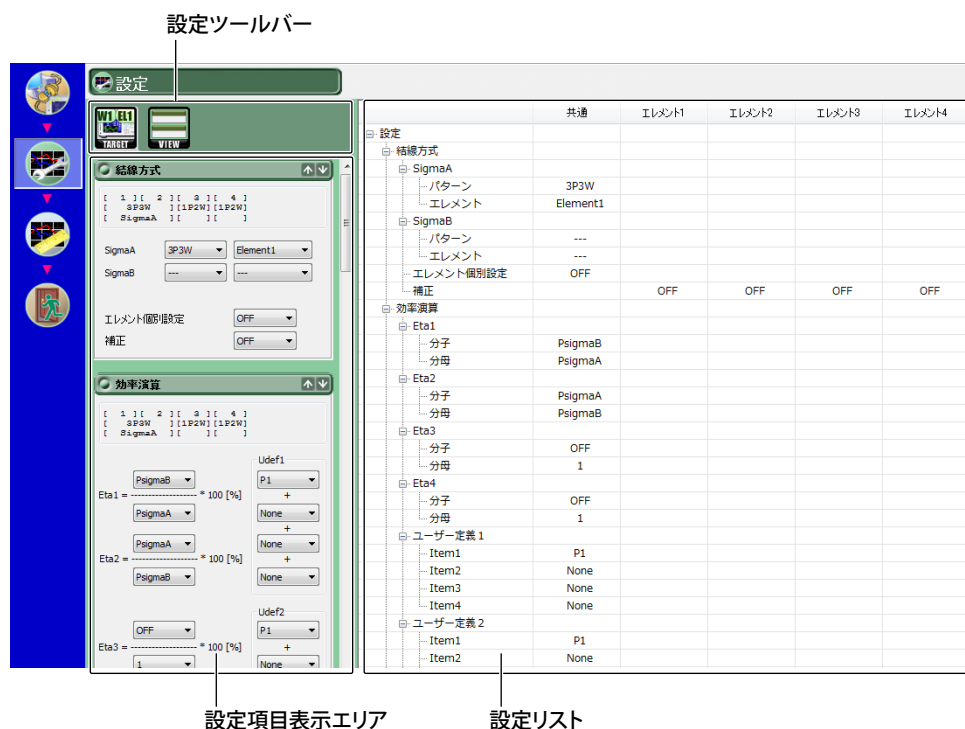 設定ツールバー
設定
W1 EL1
TARGET
VIEW
結線方式
[ 1 ][ 2 ][ 3 ][ 4 ]
[ 3P3W ][1P2W][1P2W]
[ SigmaA ][ ][ ]
SigmaA 3P3W Element1
SigmaB --- ---
エレメント個別設定 OFF
補正 OFF
効率演算
[ 1 ][ 2 ][ 3 ][ 4 ]
[ 3P3W ][1P2W][1P2W]
[ SigmaA ][ ][ ]
Udef1
PsigmaB P1
Eta1 = ------------------- * 100 [%] +
PsigmaA None
+
PsigmaA None
Eta2 = ------------------- * 100 [%] +
PsigmaB None
Udef2
OFF P1
Eta3 = ------------------- * 100 [%] +
1 None
共通 エレメント1 エレメント2 エレメント3 エレメント4
設定
結線方式
SigmaA
パターン 3P3W
エレメント Element1
SigmaB
パターン ---
エレメント ---
エレメント個別設定 OFF
補正 OFF OFF OFF OFF
効率演算
Eta1
分子 PsigmaB
分母 PsigmaA
Eta2
分子 PsigmaA
分母 PsigmaB
Eta3
分子 OFF
分母 1
Eta4
分子 OFF
分母 1
ユーザー定義1
Item1 P1
Item2 None
Item3 None
Item4 None
ユーザー定義2
Item1 P1
Item2 None
設定項目表示エリア
設定リスト